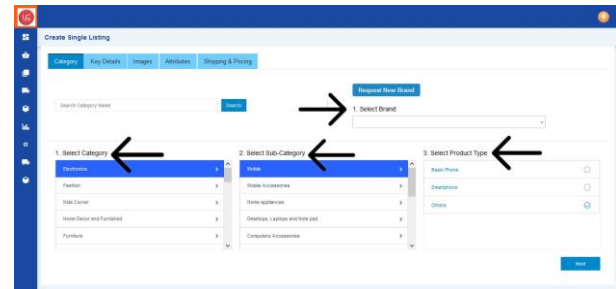 Create Single Listing
Category Key Details Images Attributes Shipping & Pricing
Request New Brand
Search Category Name Search
1. Select Brand
1. Select Category
Electronics
Fashion
Kids Corner
Home Decor and Furnished
Furniture
2. Select Sub-Category
Mobile
Mobile Accessories
Home appliances
Desktops, Laptops and Note pad
Computers Accessories
3. Select Product Type
Basic Phone
Smartphone
Others
Next